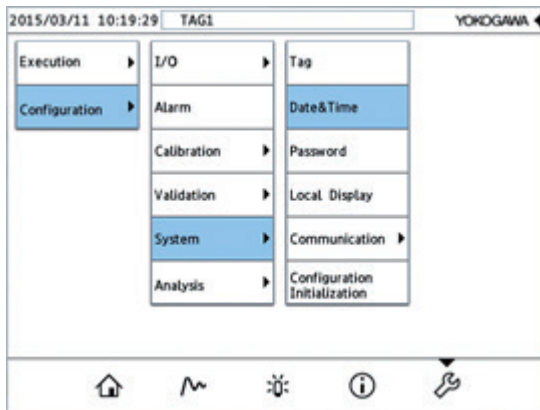 2015/03/11 10:19:29 TAG1 YOKOGAWA
Execution
Configuration
I/O
Alarm
Calibration
Validation
System
Analysis
Tag
Date&Time
Password
Local Display
Communication
Configuration
Initialization